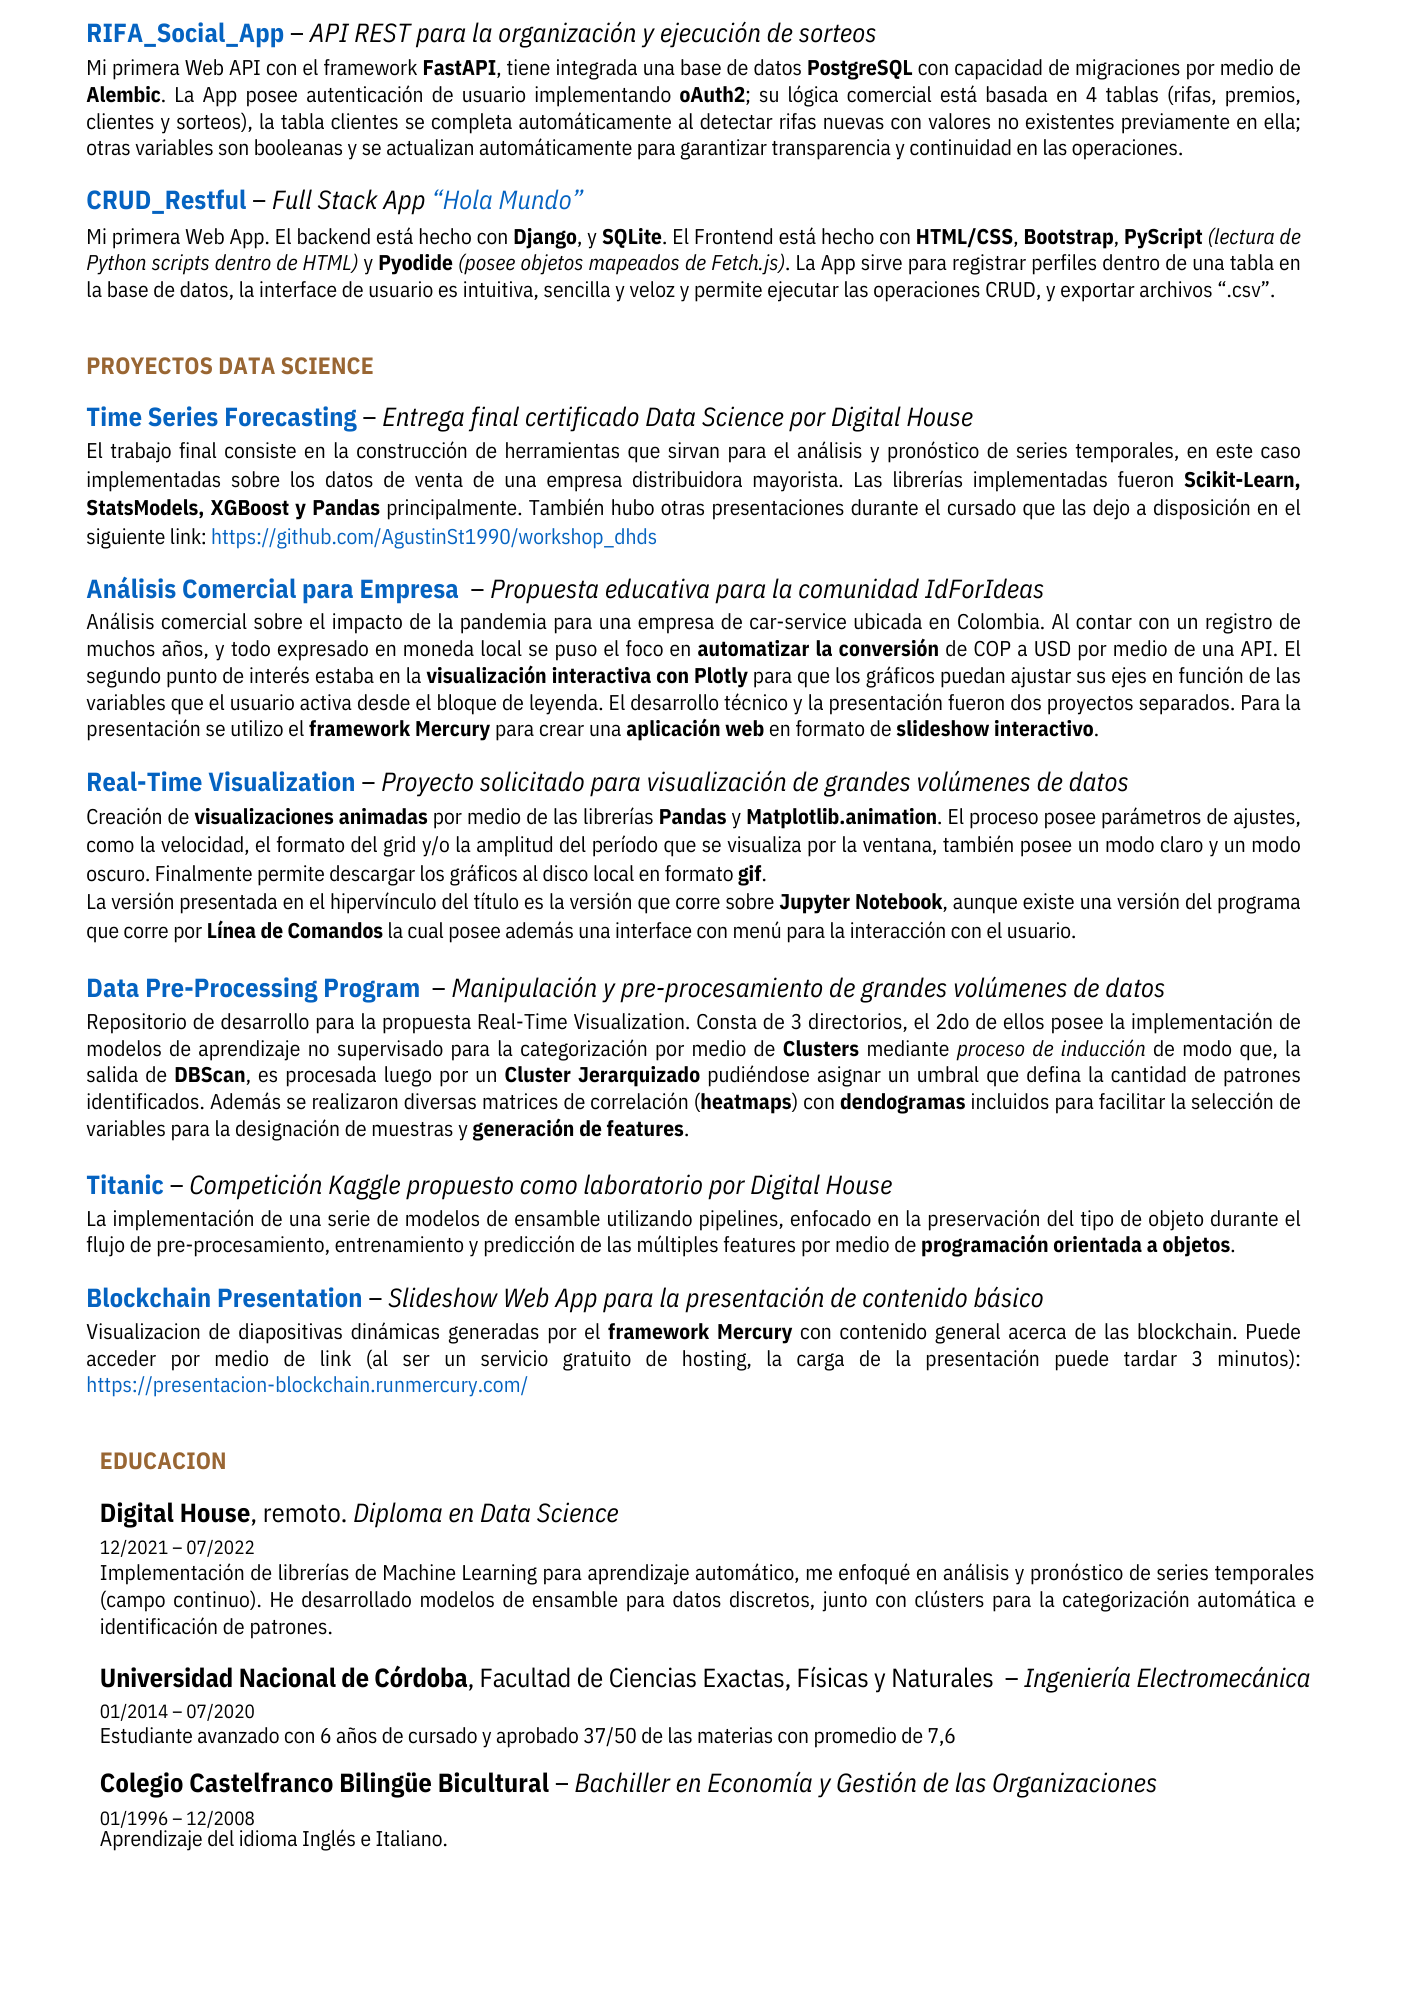 RIFA_Social_App – API REST para la organización y ejecución de sorteos
Mi primera Web API con el framework FastAPI, tiene integrada una base de datos PostgreSQL con capacidad de migraciones por medio de
Alembic. La App posee autenticación de usuario implementando oAuth2; su lógica comercial está basada en 4 tablas (rifas, premios,
clientes y sorteos), la tabla clientes se completa automáticamente al detectar rifas nuevas con valores no existentes previamente en ella;
otras variables son booleanas y se actualizan automáticamente para garantizar transparencia y continuidad en las operaciones.
CRUD_Restful – Full Stack App “Hola Mundo”
Mi primera Web App. El backend está hecho con Django, y SQLite. El Frontend está hecho con HTML/CSS, Bootstrap, PyScript (lectura de
Python scripts dentro de HTML) y Pyodide (posee objetos mapeados de Fetch.js). La App sirve para registrar perfiles dentro de una tabla en
la base de datos, la interface de usuario es intuitiva, sencilla y veloz y permite ejecutar las operaciones CRUD, y exportar archivos “.csv”.
PROYECTOS DATA SCIENCE
Time Series Forecasting – Entrega final certificado Data Science por Digital House
El trabajo final consiste en la construcción de herramientas que sirvan para el análisis y pronóstico de series temporales, en este caso
implementadas sobre los datos de venta de una empresa distribuidora mayorista. Las librerías implementadas fueron Scikit-Learn,
StatsModels, XGBoost y Pandas principalmente. También hubo otras presentaciones durante el cursado que las dejo a disposición en el
siguiente link: https://github.com/AgustinSt1990/workshop_dhds
Análisis Comercial para Empresa – Propuesta educativa para la comunidad IdForIdeas
Análisis comercial sobre el impacto de la pandemia para una empresa de car-service ubicada en Colombia. Al contar con un registro de
muchos años, y todo expresado en moneda local se puso el foco en automatizar la conversión de COP a USD por medio de una API. El
segundo punto de interés estaba en la visualización interactiva con Plotly para que los gráficos puedan ajustar sus ejes en función de las
variables que el usuario activa desde el bloque de leyenda. El desarrollo técnico y la presentación fueron dos proyectos separados. Para la
presentación se utilizo el framework Mercury para crear una aplicación web en formato de slideshow interactivo.
Real-Time Visualization – Proyecto solicitado para visualización de grandes volúmenes de datos
Creación de visualizaciones animadas por medio de las librerías Pandas y Matplotlib.animation. El proceso posee parámetros de ajustes,
como la velocidad, el formato del grid y/o la amplitud del período que se visualiza por la ventana, también posee un modo claro y un modo
oscuro. Finalmente permite descargar los gráficos al disco local en formato gif.
La versión presentada en el hipervínculo del título es la versión que corre sobre Jupyter Notebook, aunque existe una versión del programa
que corre por Línea de Comandos la cual posee además una interface con menú para la interacción con el usuario.
Data Pre-Processing Program – Manipulación y pre-procesamiento de grandes volúmenes de datos
Repositorio de desarrollo para la propuesta Real-Time Visualization. Consta de 3 directorios, el 2do de ellos posee la implementación de
modelos de aprendizaje no supervisado para la categorización por medio de Clusters mediante proceso de inducción de modo que, la
salida de DBScan, es procesada luego por un Cluster Jerarquizado pudiéndose asignar un umbral que defina la cantidad de patrones
identificados. Además se realizaron diversas matrices de correlación (heatmaps) con dendogramas incluidos para facilitar la selección de
variables para la designación de muestras y generación de features.
Titanic – Competición Kaggle propuesto como laboratorio por Digital House
La implementación de una serie de modelos de ensamble utilizando pipelines, enfocado en la preservación del tipo de objeto durante el
flujo de pre-procesamiento, entrenamiento y predicción de las múltiples features por medio de programación orientada a objetos.
Blockchain Presentation – Slideshow Web App para la presentación de contenido básico
Visualizacion de diapositivas dinámicas generadas por el framework Mercury con contenido general acerca de las blockchain. Puede
acceder por medio de link (al ser un servicio gratuito de hosting, la carga de la presentación puede tardar 3 minutos):
https://presentacion-blockchain.runmercury.com/
EDUCACION
Digital House, remoto. Diploma en Data Science
12/2021 – 07/2022
Implementación de librerías de Machine Learning para aprendizaje automático, me enfoqué en análisis y pronóstico de series temporales
(campo continuo). He desarrollado modelos de ensamble para datos discretos, junto con clústers para la categorización automática e
identificación de patrones.
Universidad Nacional de Córdoba, Facultad de Ciencias Exactas, Físicas y Naturales – Ingeniería Electromecánica
01/2014 – 07/2020
Estudiante avanzado con 6 años de cursado y aprobado 37/50 de las materias con promedio de 7,6
Colegio Castelfranco Bilingüe Bicultural – Bachiller en Economía y Gestión de las Organizaciones
01/1996 – 12/2008
Aprendizaje del idioma Inglés e Italiano.